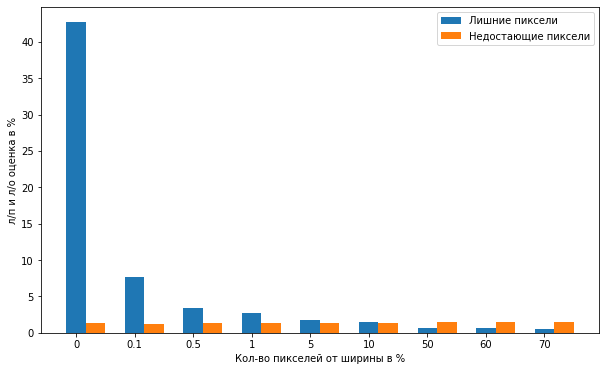 Лишние пиксели
Недостающие пиксели
л/п и л/о оценка в %
40
35
30
25
20
15
10
5
0
0 0.1 0.5 1 5 10 50 60 70
Кол-во пикселей от ширины в %